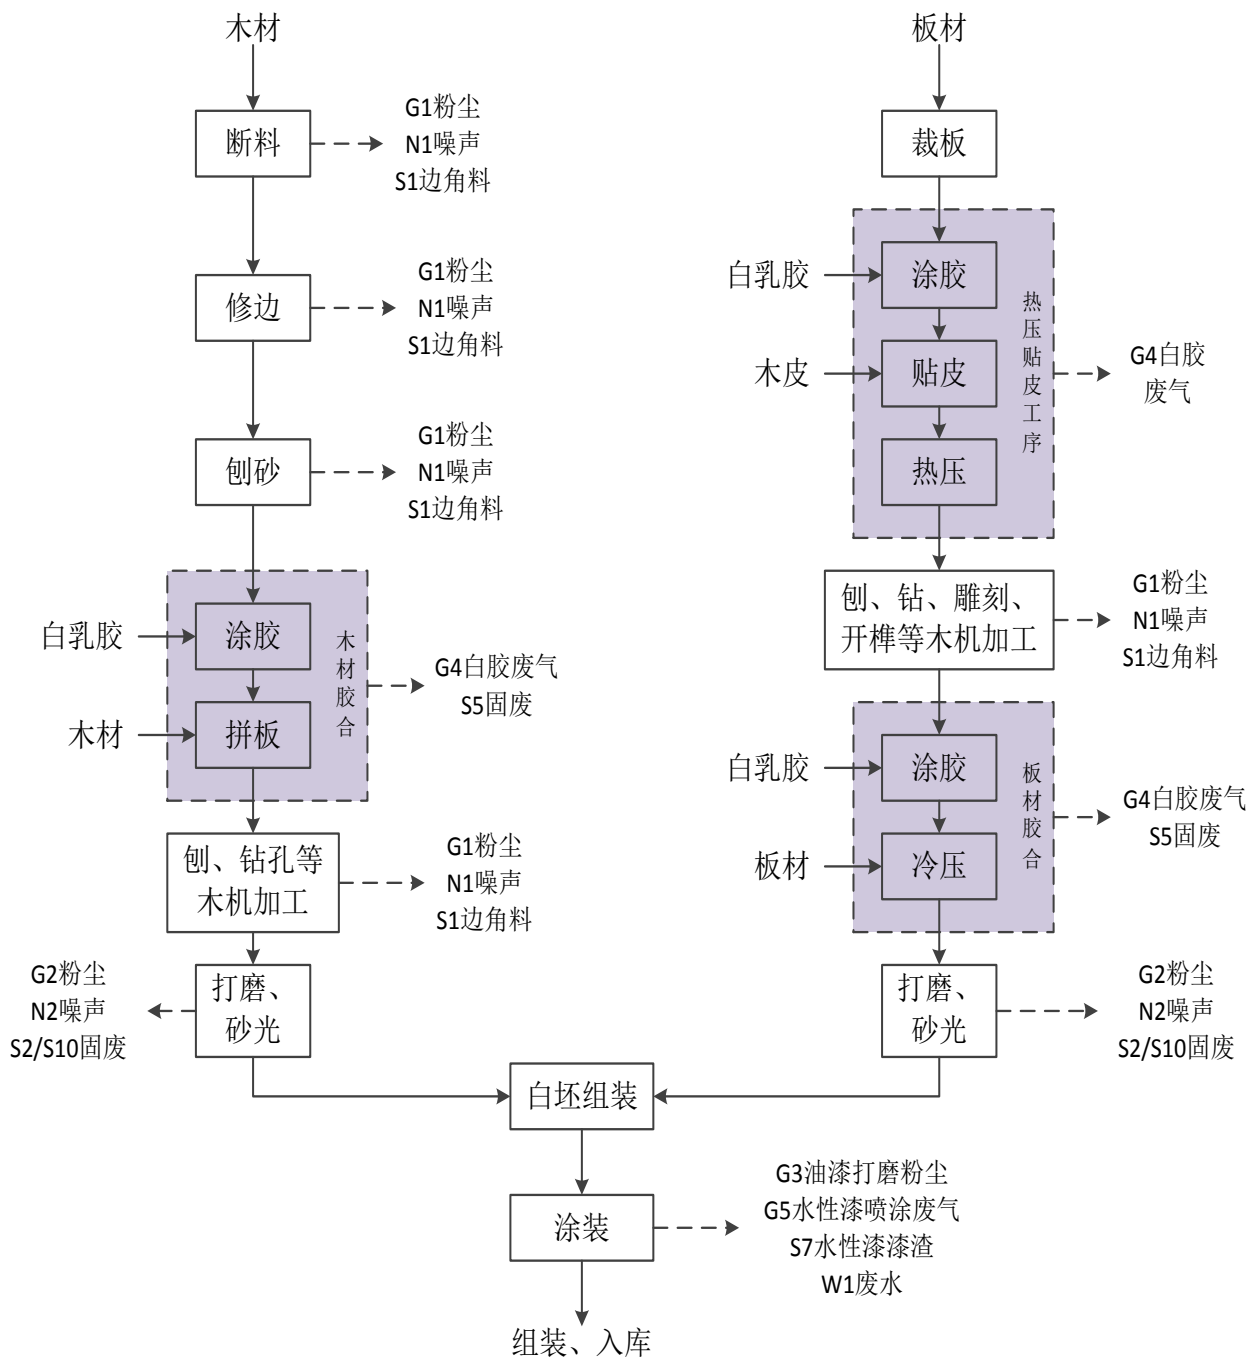 木材
断料
G1粉尘
N1噪声
S1边角料
修边
G1粉尘
N1噪声
S1边角料
刨砂
G1粉尘
N1噪声
S1边角料
白乳胶
涂胶
木材
拼板
木材胶合
G4白胶废气
S5固废
刨、钻孔等
木机加工
G1粉尘
N1噪声
S1边角料
打磨、
砂光
G2粉尘
N2噪声
S2/S10固废
板材
裁板
白乳胶
涂胶
木皮
贴皮
热压
热压贴皮工序
G4白胶
废气
刨、钻、雕刻、
开榫等木机加工
G1粉尘
N1噪声
S1边角料
白乳胶
涂胶
板材
冷压
板材胶合
G4白胶废气
S5固废
打磨、
砂光
G2粉尘
N2噪声
S2/S10固废
白坯组装
涂装
G3油漆打磨粉尘
G5水性漆喷涂废气
S7水性漆漆渣
W1废水
组装、入库